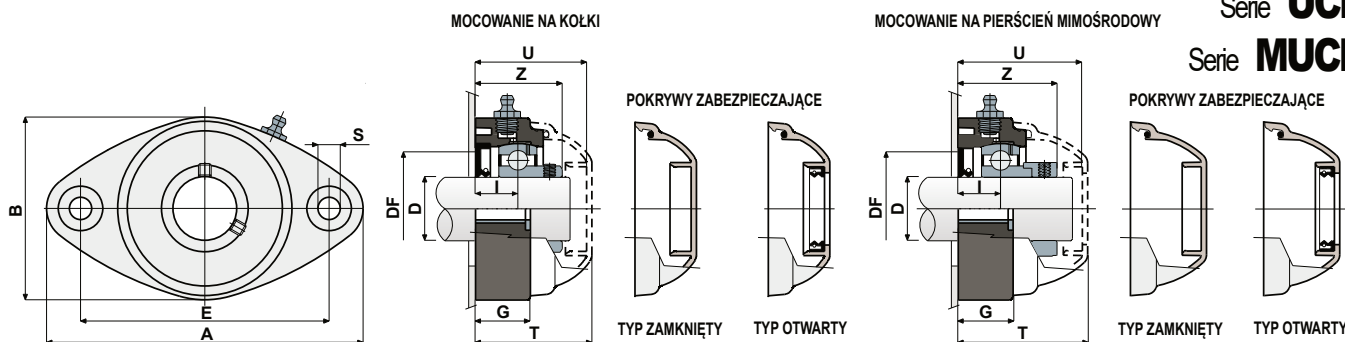 Serie
Serie
MOCOWANIE NA KOŁKI
MOCOWANIE NA PIERŚCIEŃ MIMOŚRODOWY
U
Z
POKRYWY ZABEZPIECZAJĄCE
U
Z
POKRYWY ZABEZPIECZAJĄCE
S
B
E
A
DF
D
I
G
T
TYP ZAMKNIĘTY
TYP OTWARTY
DF
D
I
G
T
TYP ZAMKNIĘTY
TYP OTWARTY